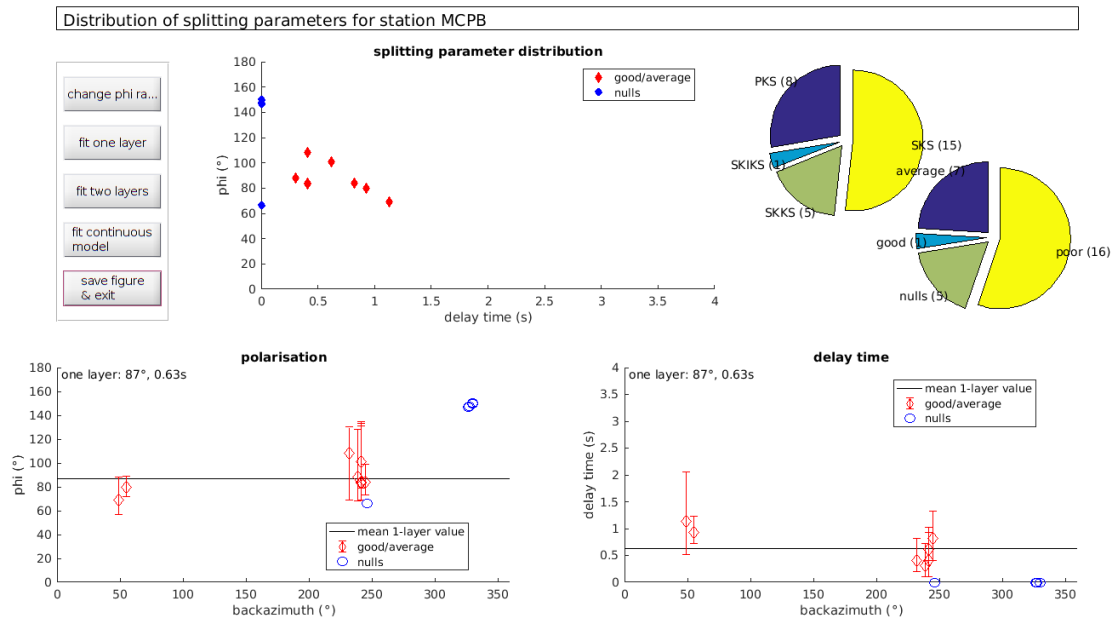 Distribution of splitting parameters for station MCPB
change phi ra...
fit one layer
fit two layers
fit continuous
model
save figure
& exit
splitting parameter distribution
180
160
140
120
100
80
60
40
20
0
phi (°)
0
0.5
1
1.5
2
2.5
3
3.5
4
delay time (s)
good/average
nulls
PKS (8)
SKS (15)
SKIKS (1)
SKKS (5)
average (7)
good (1)
poor (16)
nulls (5)
polarisation
180
160
140
120
100
80
60
40
20
0
phi (°)
one layer: 87°, 0.63s
mean 1-layer value
good/average
nulls
0
50
100
150
200
250
300
350
backazimuth (°)
delay time
4
3.5
3
2.5
2
1.5
1
0.5
0
delay time (s)
one layer: 87°, 0.63s
mean 1-layer value
good/average
nulls
0
50
100
150
200
250
300
350
backazimuth (°)